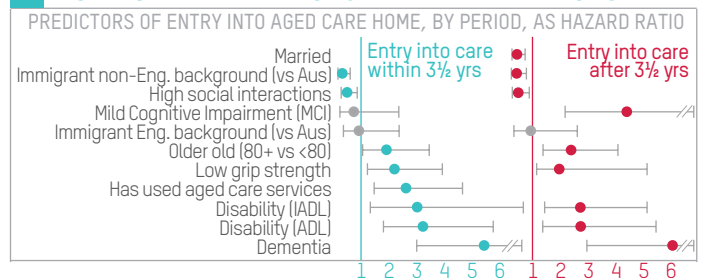 PREDICTORS OF ENTRY INTO AGED CARE HOME, BY PERIOD, AS HAZARD RATIO
Married
Immigrant non-Eng. background (vs Aus)
High social interactions
Mild Cognitive Impairment (MCI)
Immigrant Eng. background (vs Aus)
Older old (80+ vs <80)
Low grip strength
Has used aged care services
Disability (IADL)
Disability (ADL)
Dementia
Entry into care
within 3½ yrs
Entry into care
after 3½ yrs
1 2 3 4 5 6
1 2 3 4 5 6